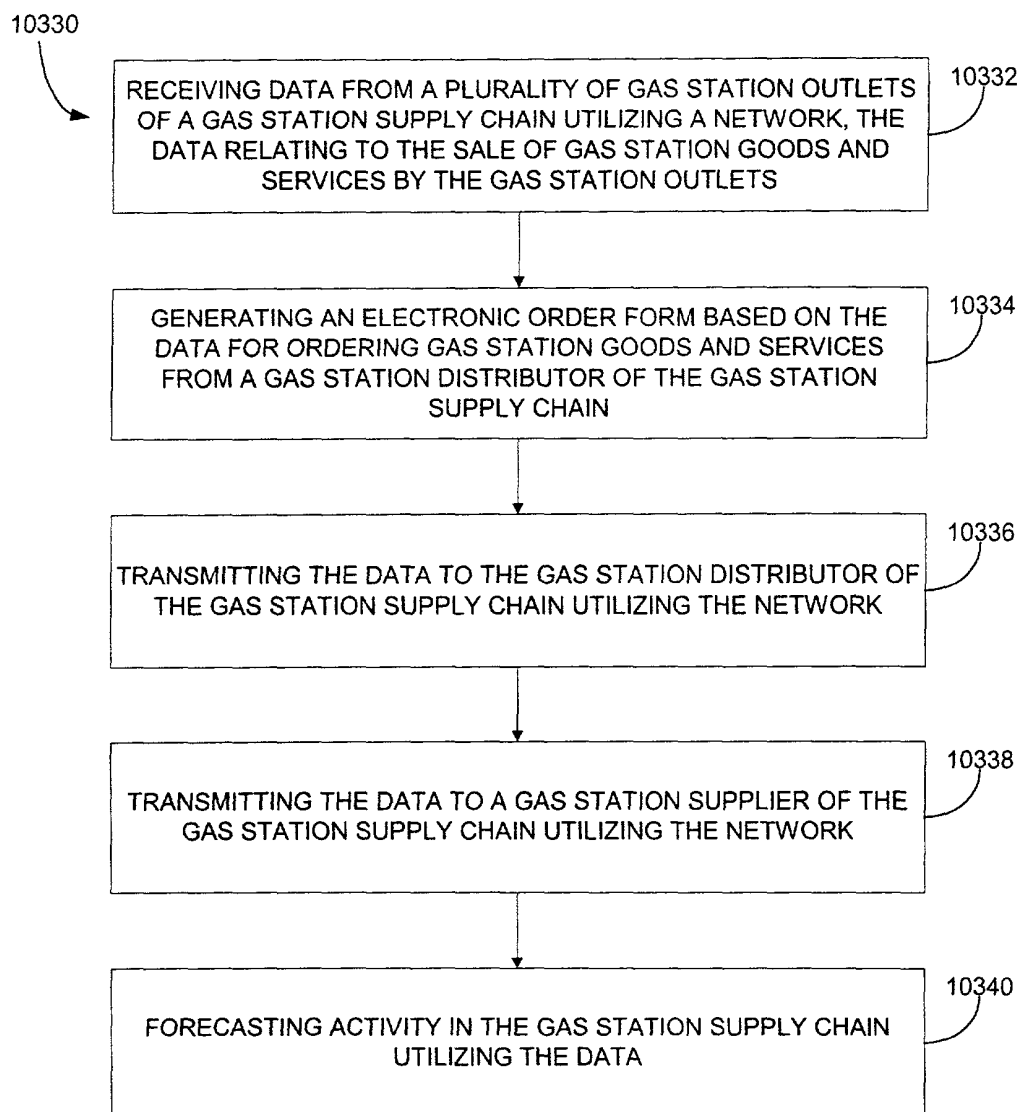 10330
RECEIVING DATA FROM A PLURALITY OF GAS STATION OUTLETS
OF A GAS STATION SUPPLY CHAIN UTILIZING A NETWORK, THE
DATA RELATING TO THE SALE OF GAS STATION GOODS AND
SERVICES BY THE GAS STATION OUTLETS
10332
GENERATING AN ELECTRONIC ORDER FORM BASED ON THE
DATA FOR ORDERING GAS STATION GOODS AND SERVICES
FROM A GAS STATION DISTRIBUTOR OF THE GAS STATION
SUPPLY CHAIN
10334
TRANSMITTING THE DATA TO THE GAS STATION DISTRIBUTOR OF
THE GAS STATION SUPPLY CHAIN UTILIZING THE NETWORK
10336
TRANSMITTING THE DATA TO A GAS STATION SUPPLIER OF THE
GAS STATION SUPPLY CHAIN UTILIZING THE NETWORK
10338
FORECASTING ACTIVITY IN THE GAS STATION SUPPLY CHAIN
UTILIZING THE DATA
10340